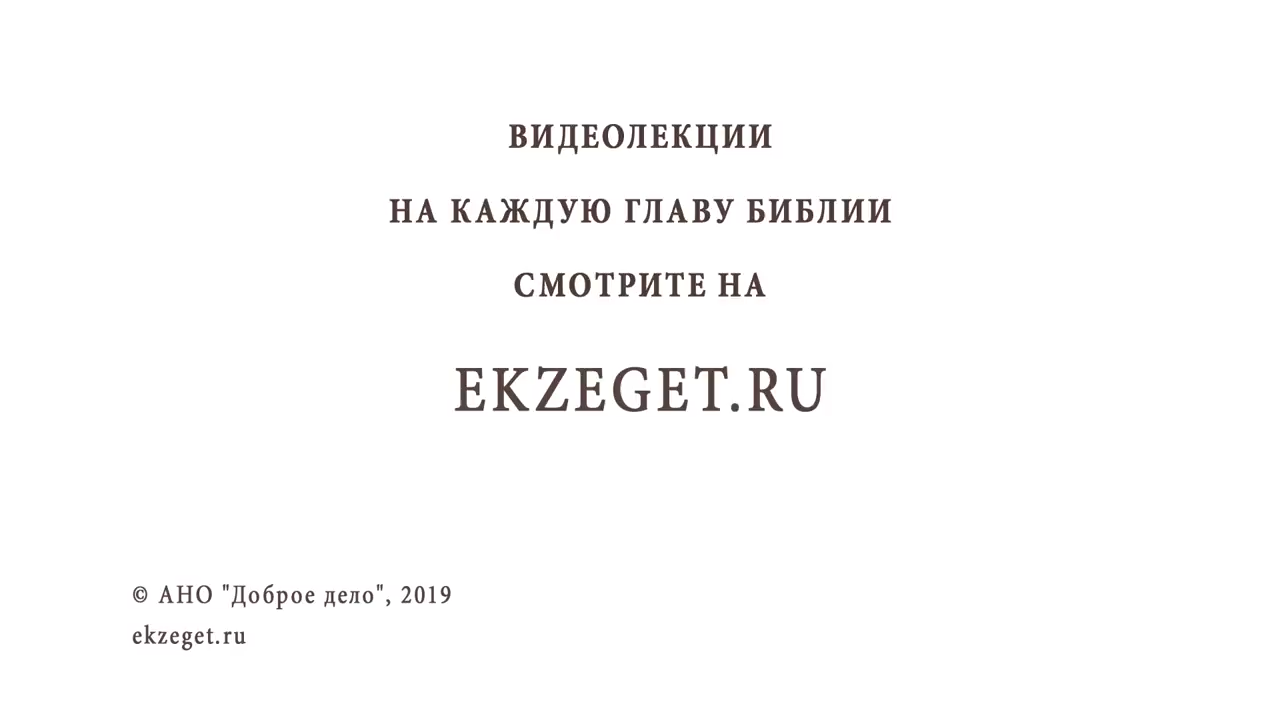 ВИДЕОЛЕКЦИИ
НА КАЖДУЮ ГЛАВУ БИБЛИИ
СМОТРИТЕ НА
EKZEGET.RU
© АНО "Доброе дело", 2019
ekzeget.ru